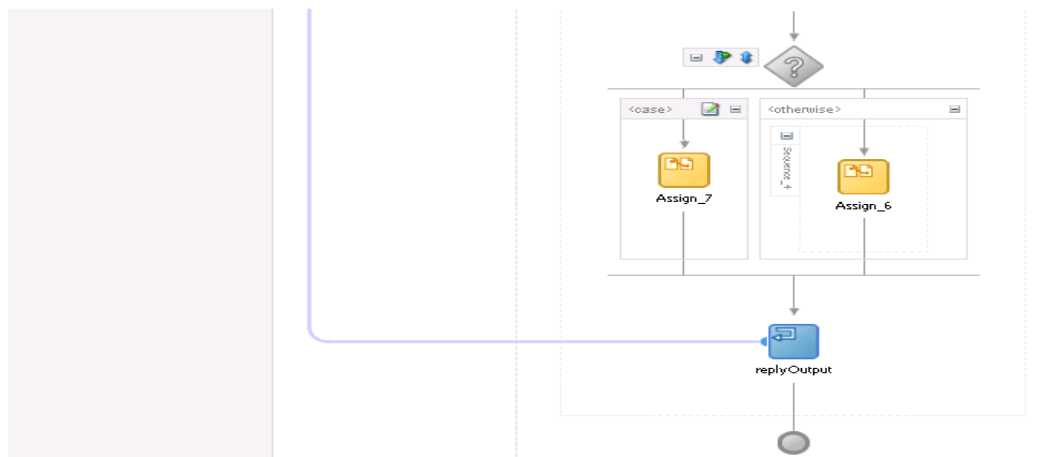 ?
<case>
<otherwise>
Sequence_4
Assign_7
Assign_6
replyOutput